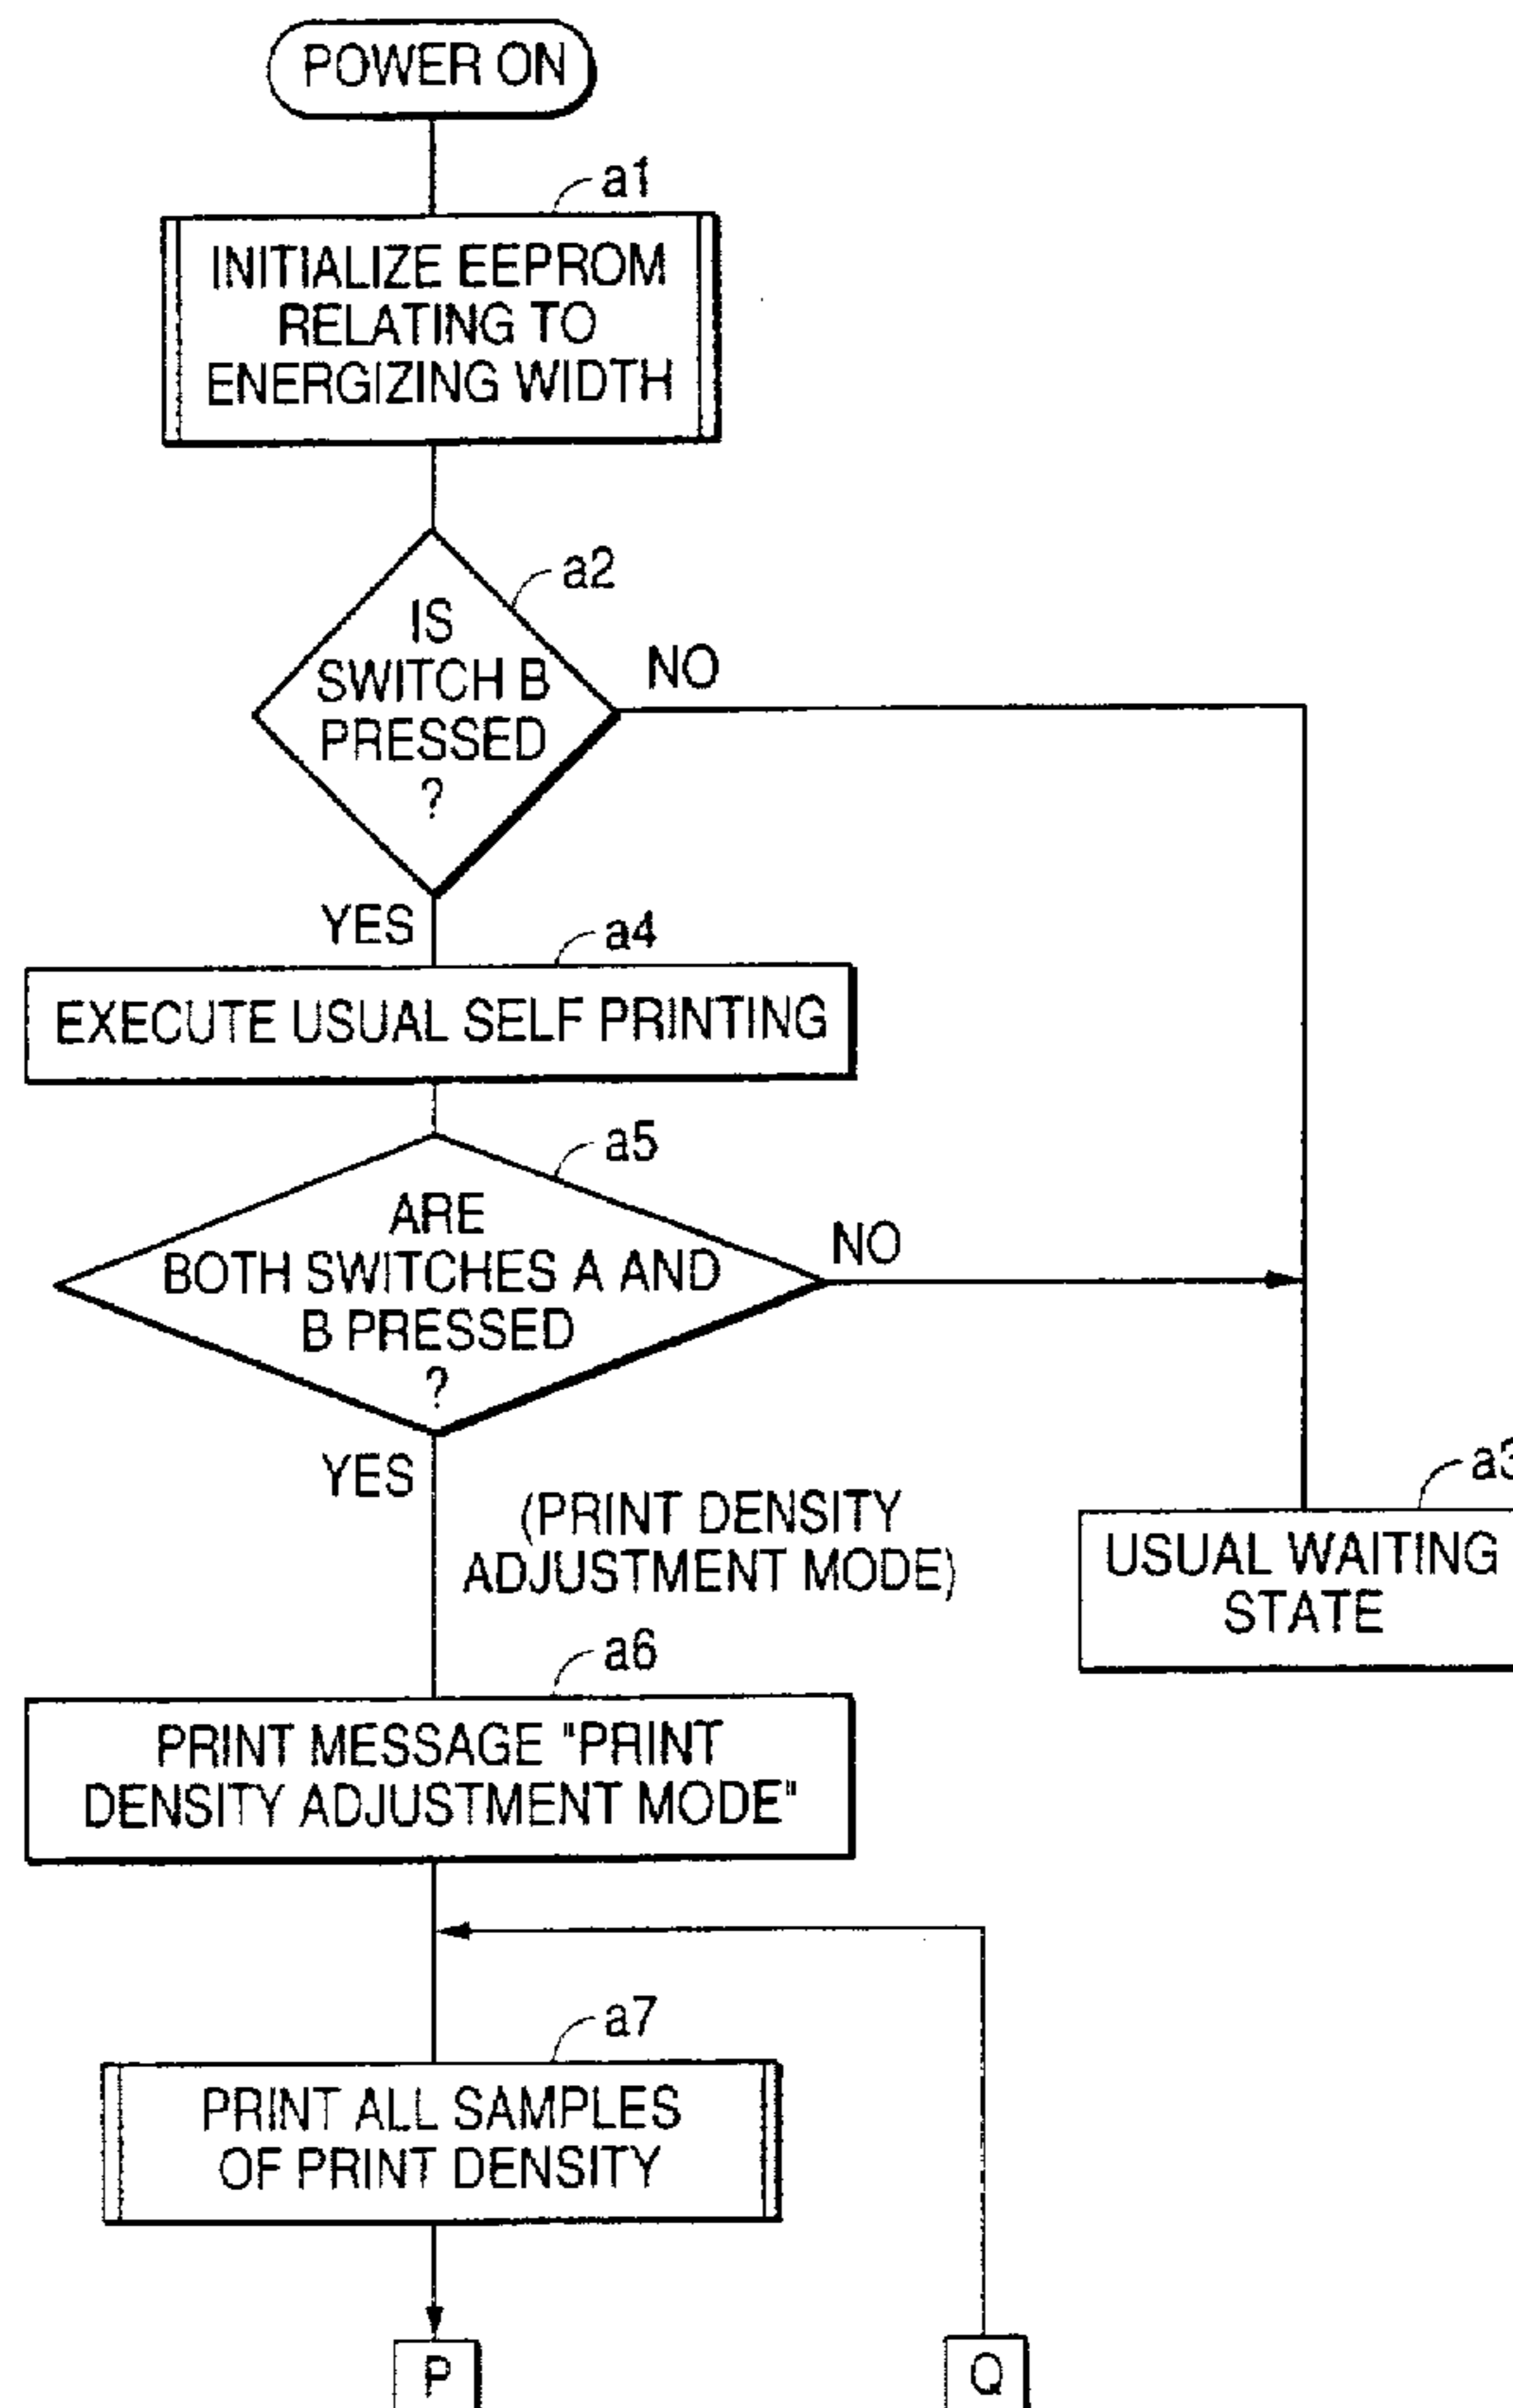 POWER ON
a1
INITIALIZE EEPROM
RELATING TO
ENERGIZING WIDTH
a2
IS
SWITCH B
PRESSED
?
NO
YES
a4
EXECUTE USUAL SELF PRINTING
a5
ARE
BOTH SWITCHES A AND
B PRESSED
?
NO
YES
(PRINT DENSITY
ADJUSTMENT MODE)
a3
USUAL WAITING
STATE
a6
PRINT MESSAGE "PRINT
DENSITY ADJUSTMENT MODE"
a7
PRINT ALL SAMPLES
OF PRINT DENSITY
P
Q